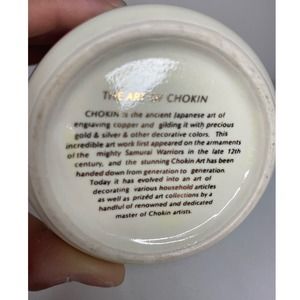 THE ART OF CHOKIN
CHOKIN is the ancient Japanese art of
engraving copper and gilding it with precious
gold & silver & other decorative colors. This
incredible art work first appeared on the armaments
of the mighty Samurai Warriors in the late 12th
century, and the stunning Chokin Art has been
handed down from generation to generation.
Today it has evolved into an art of
decorating various household articles
as well as prized art collections by a
handful of renowned and dedicated
master of Chokin artists.